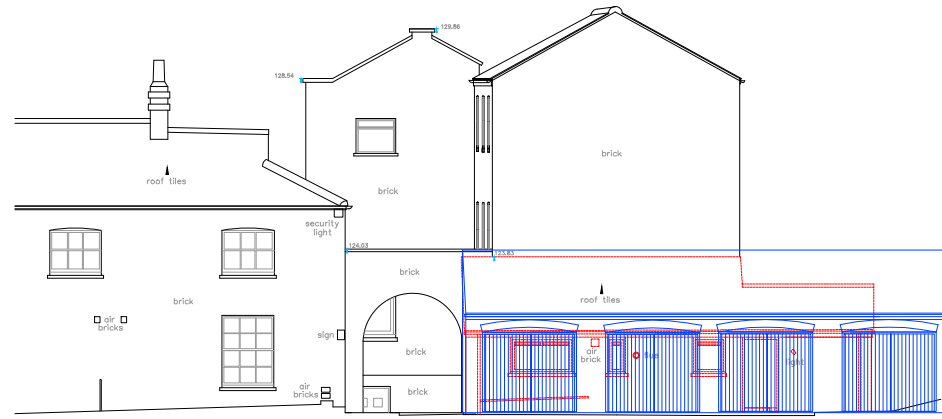 129.86
128.54
brick
roof tiles
brick
security
light
124.03
123.83
brick
brick
roof tiles
air
bricks
sign
air
brick
flue
light
brick
air
bricks
brick